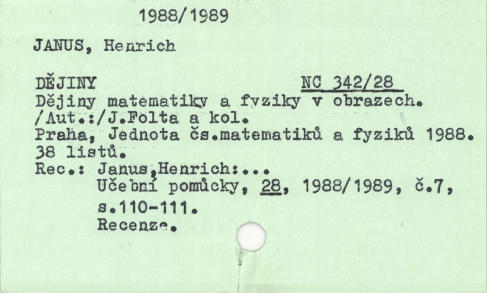 1988/1989
JANUS, Henrich
DĚJINY NC 342/28
Dějiny matematiky a fyziky v obrazech.
/Aut.:/J.Folta a kol.
Praha, Jednota čs.matematiků a fyziků 1988.
38 listů.
Rec.: Janus,Henrich:...
Učební pomůcky, 28, 1988/1989, č.7,
s.110-111.
Recenze.